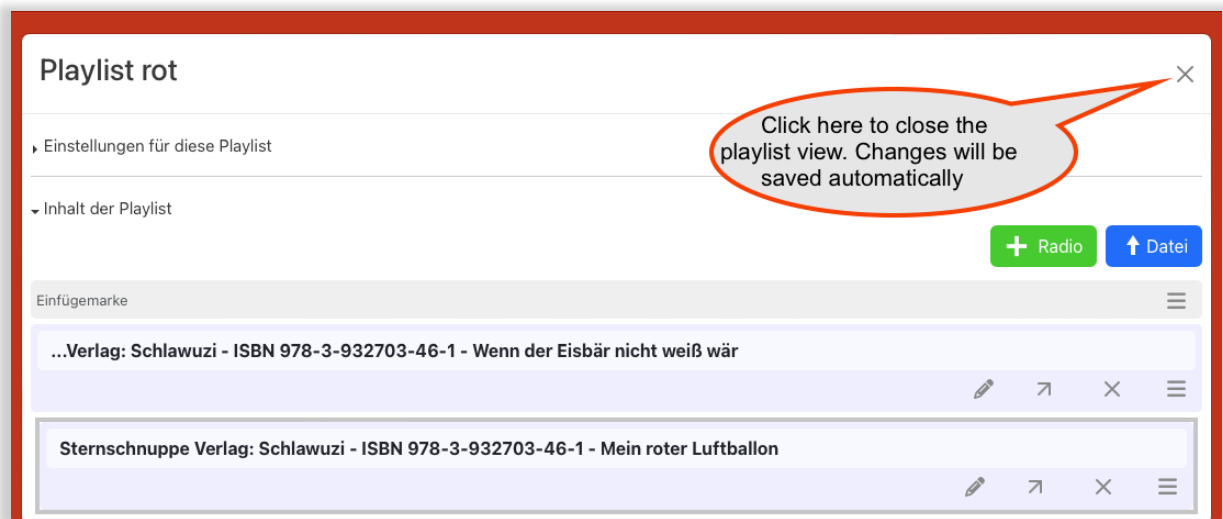 Playlist rot
Click here to close the
playlist view. Changes will be
saved automatically
Einstellungen für diese Playlist
Inhalt der Playlist
Radio
Datei
Einfügemarke
...Verlag: Schlawuzi - ISBN 978-3-932703-46-1 - Wenn der Eisbär nicht weiß wär
Sternschnuppe Verlag: Schlawuzi - ISBN 978-3-932703-46-1 - Mein roter Luftballon